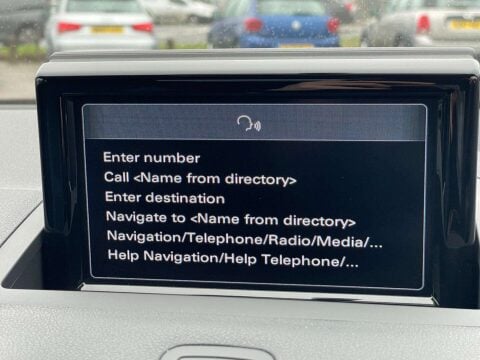 Enter number
Call <Name from directory>
Enter destination
Navigate to <Name from directory>
Navigation/Telephone/Radio/Media/...
Help Navigation/Help Telephone/...